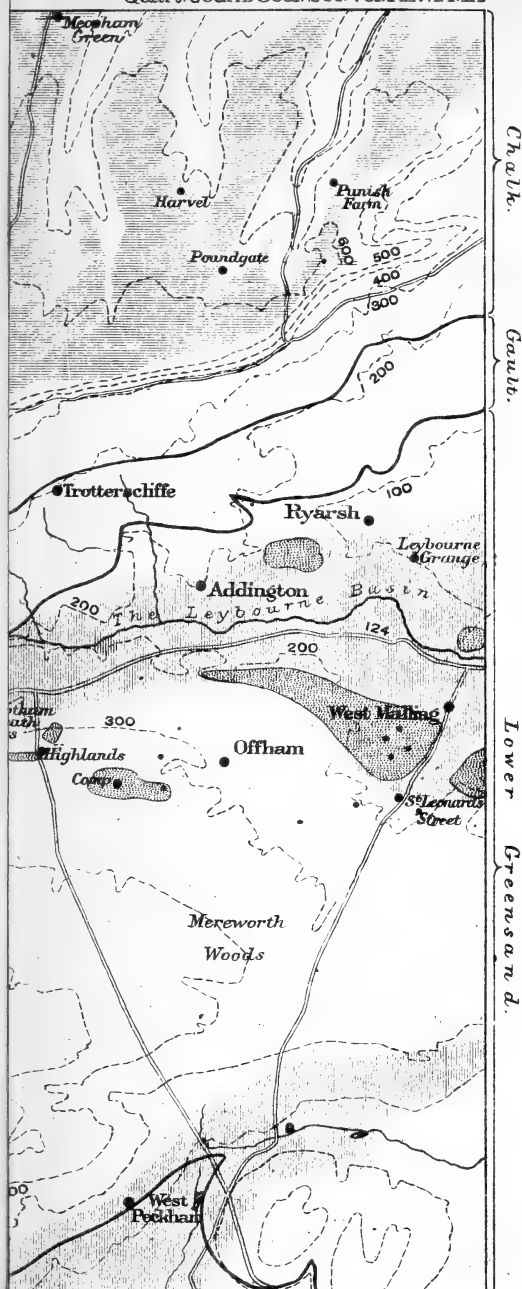 Meopham
Green
Harvel
Punish
Farm
Poundgate
600
500
400
300
Chalk.
200
Gault.
Trotterscliffe
100
Ryarsh
Leybourne
Grange
Addington
200
The Leybourne Basin
124
200
West Malling
300
Highlands
Offham
Comp
St. Leonards
Street
Lower Greensand.
Mereworth
Woods
West
Peckham